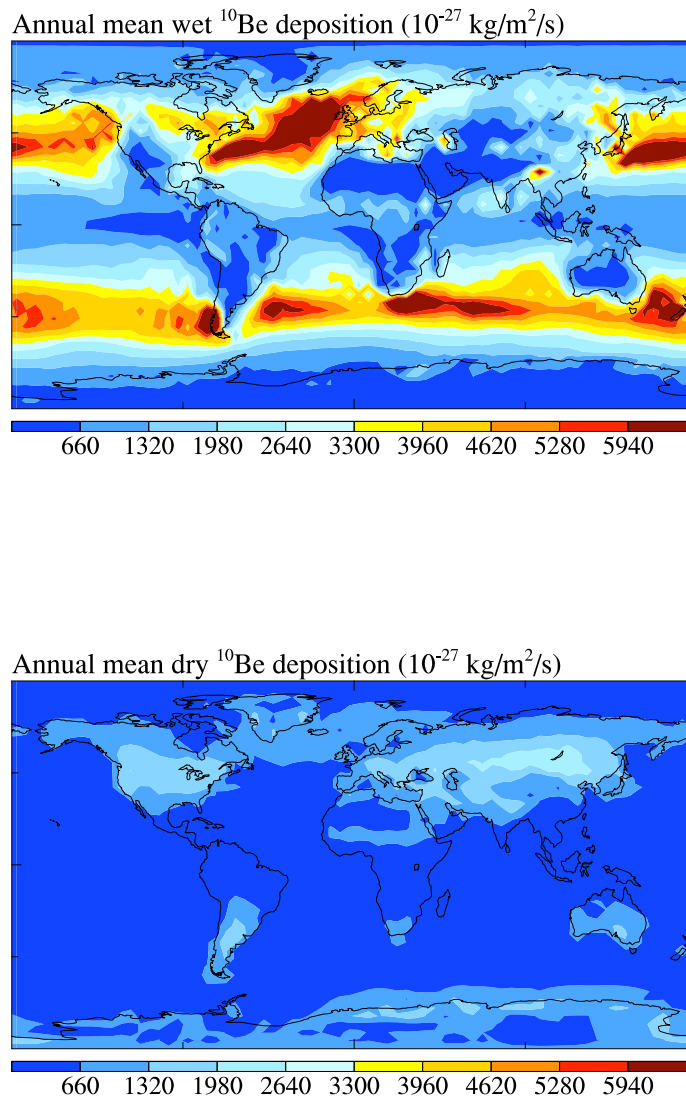 Annual mean wet ¹⁰Be deposition (10⁻²⁷ kg/m²/s)
660 1320 1980 2640 3300 3960 4620 5280 5940
Annual mean dry ¹⁰Be deposition (10⁻²⁷ kg/m²/s)
660 1320 1980 2640 3300 3960 4620 5280 5940